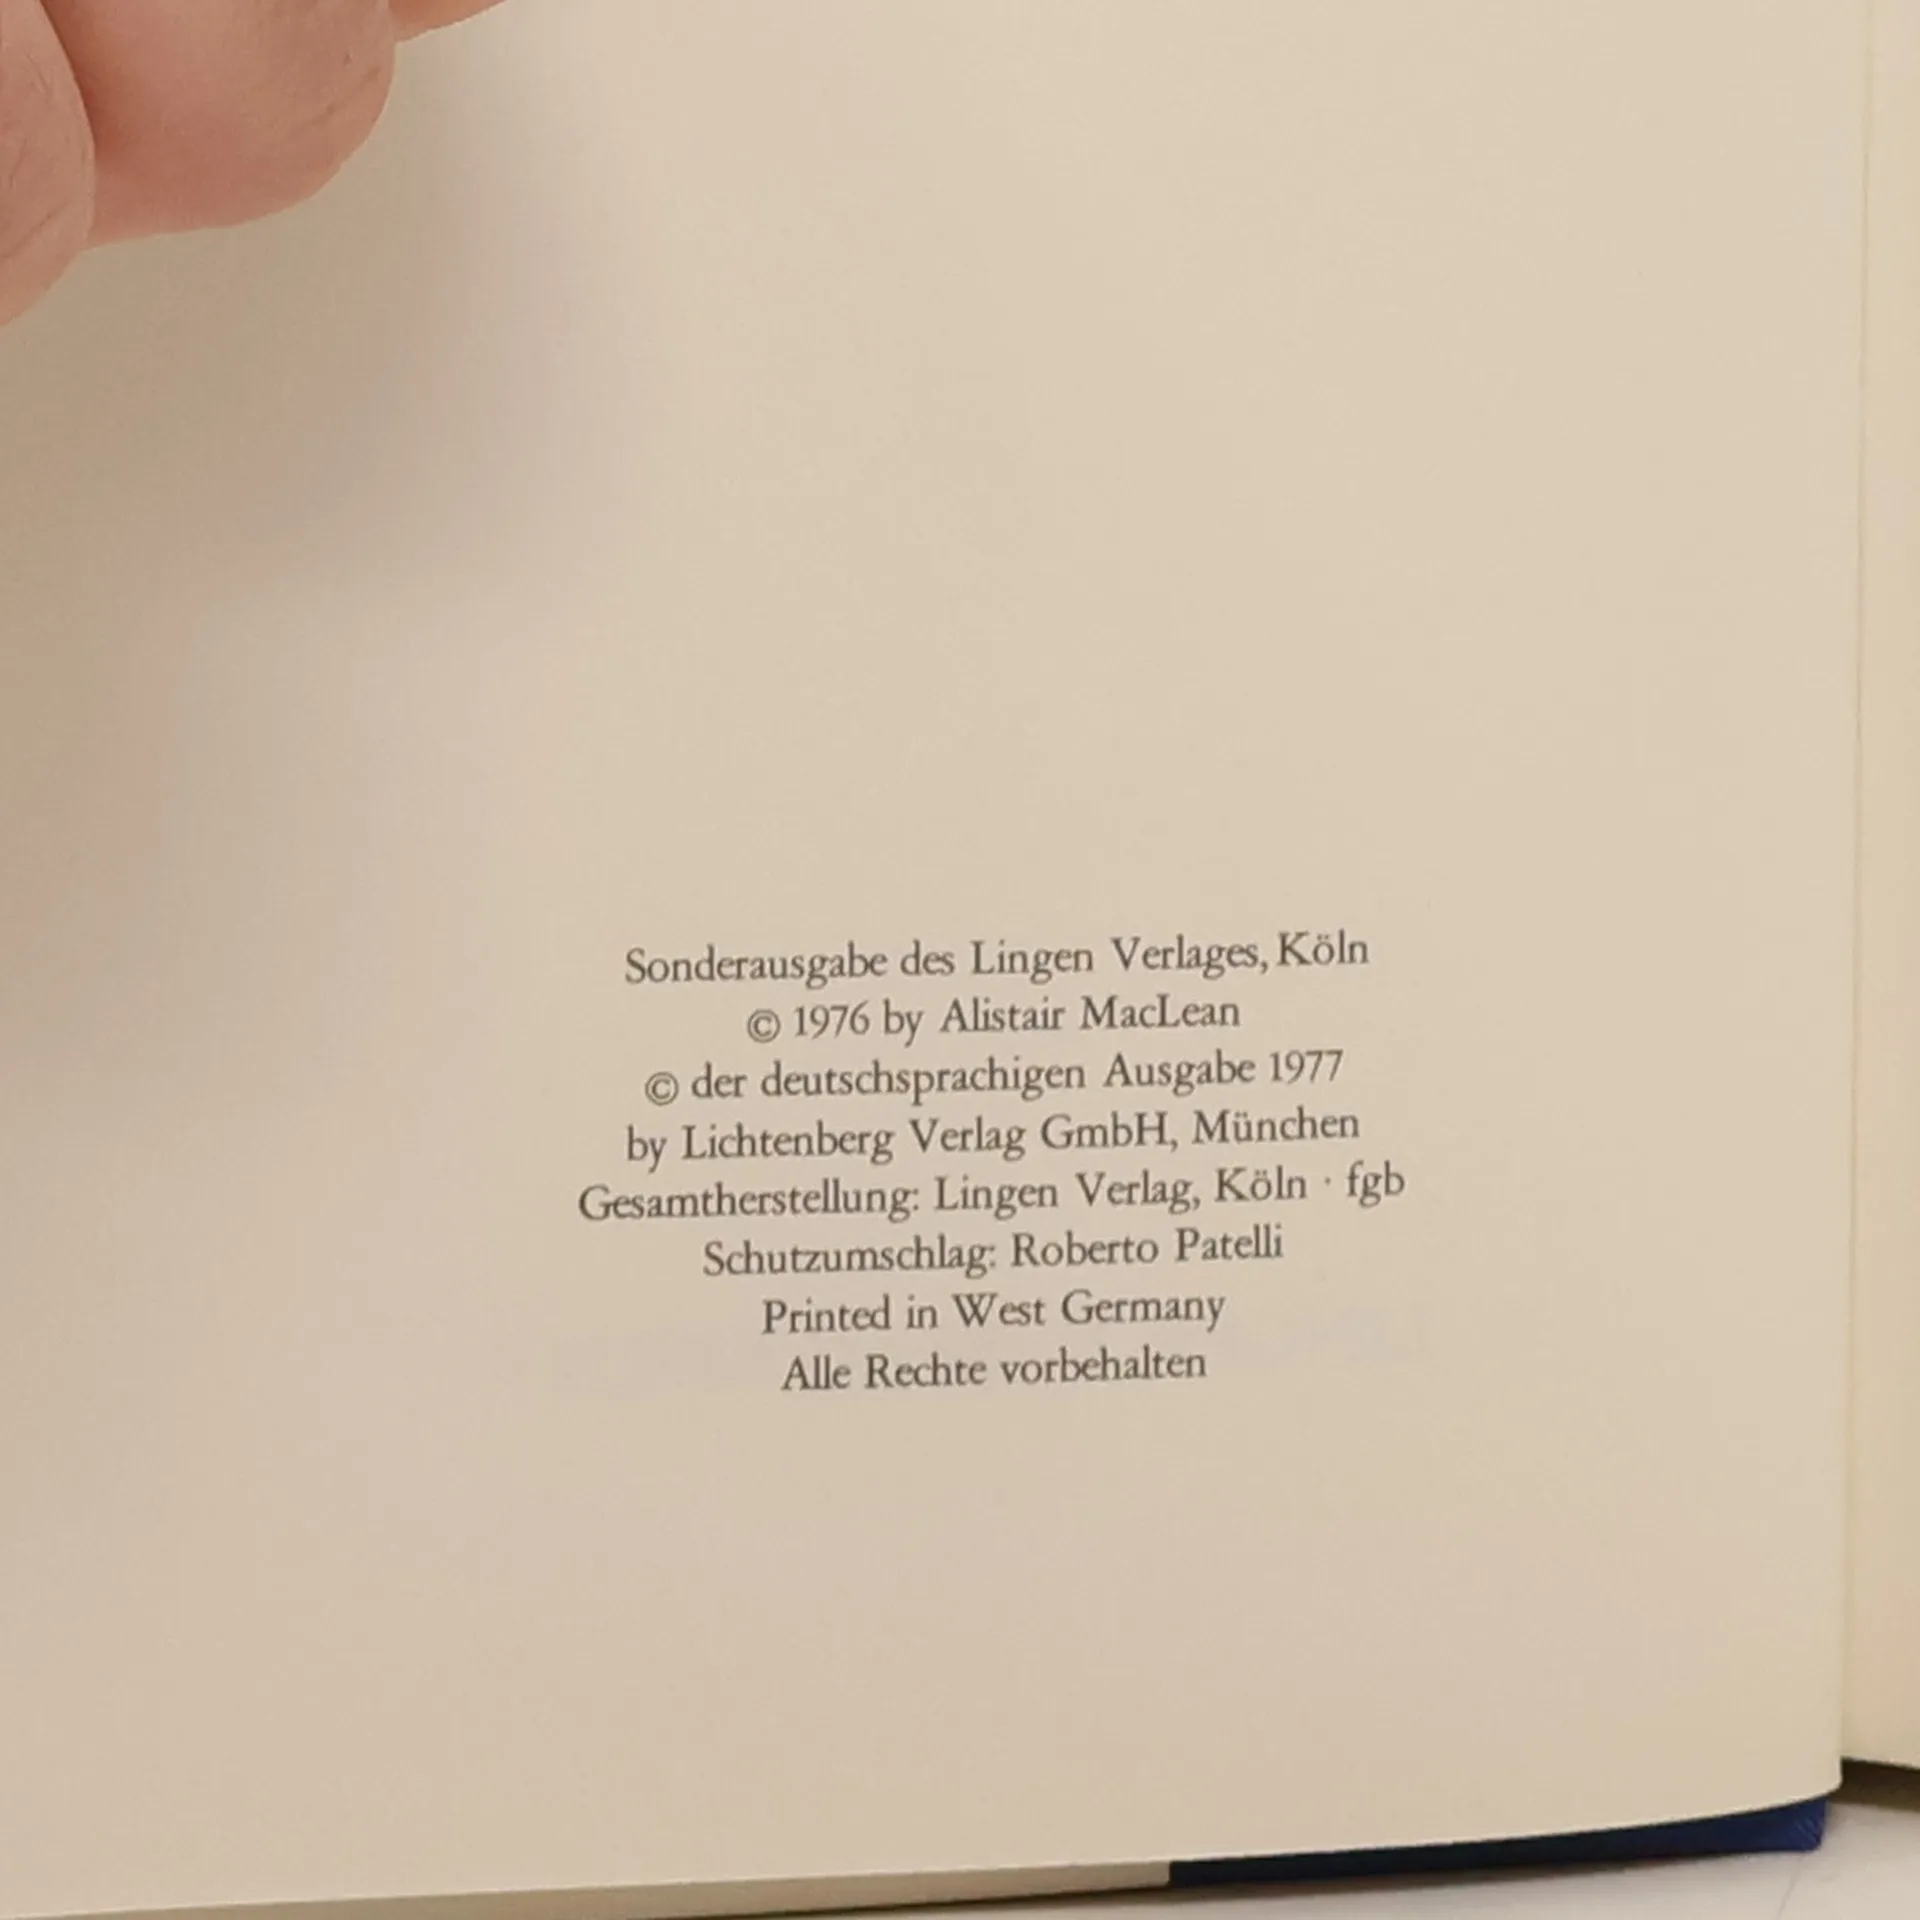 Sonderausgabe des Lingen Verlages, Köln
© 1976 by Alistair MacLean
© der deutschsprachigen Ausgabe 1977
by Lichtenberg Verlag GmbH, München
Gesamtherstellung: Lingen Verlag, Köln · fgb
Schutzumschlag: Roberto Patelli
Printed in West Germany
Alle Rechte vorbehalten